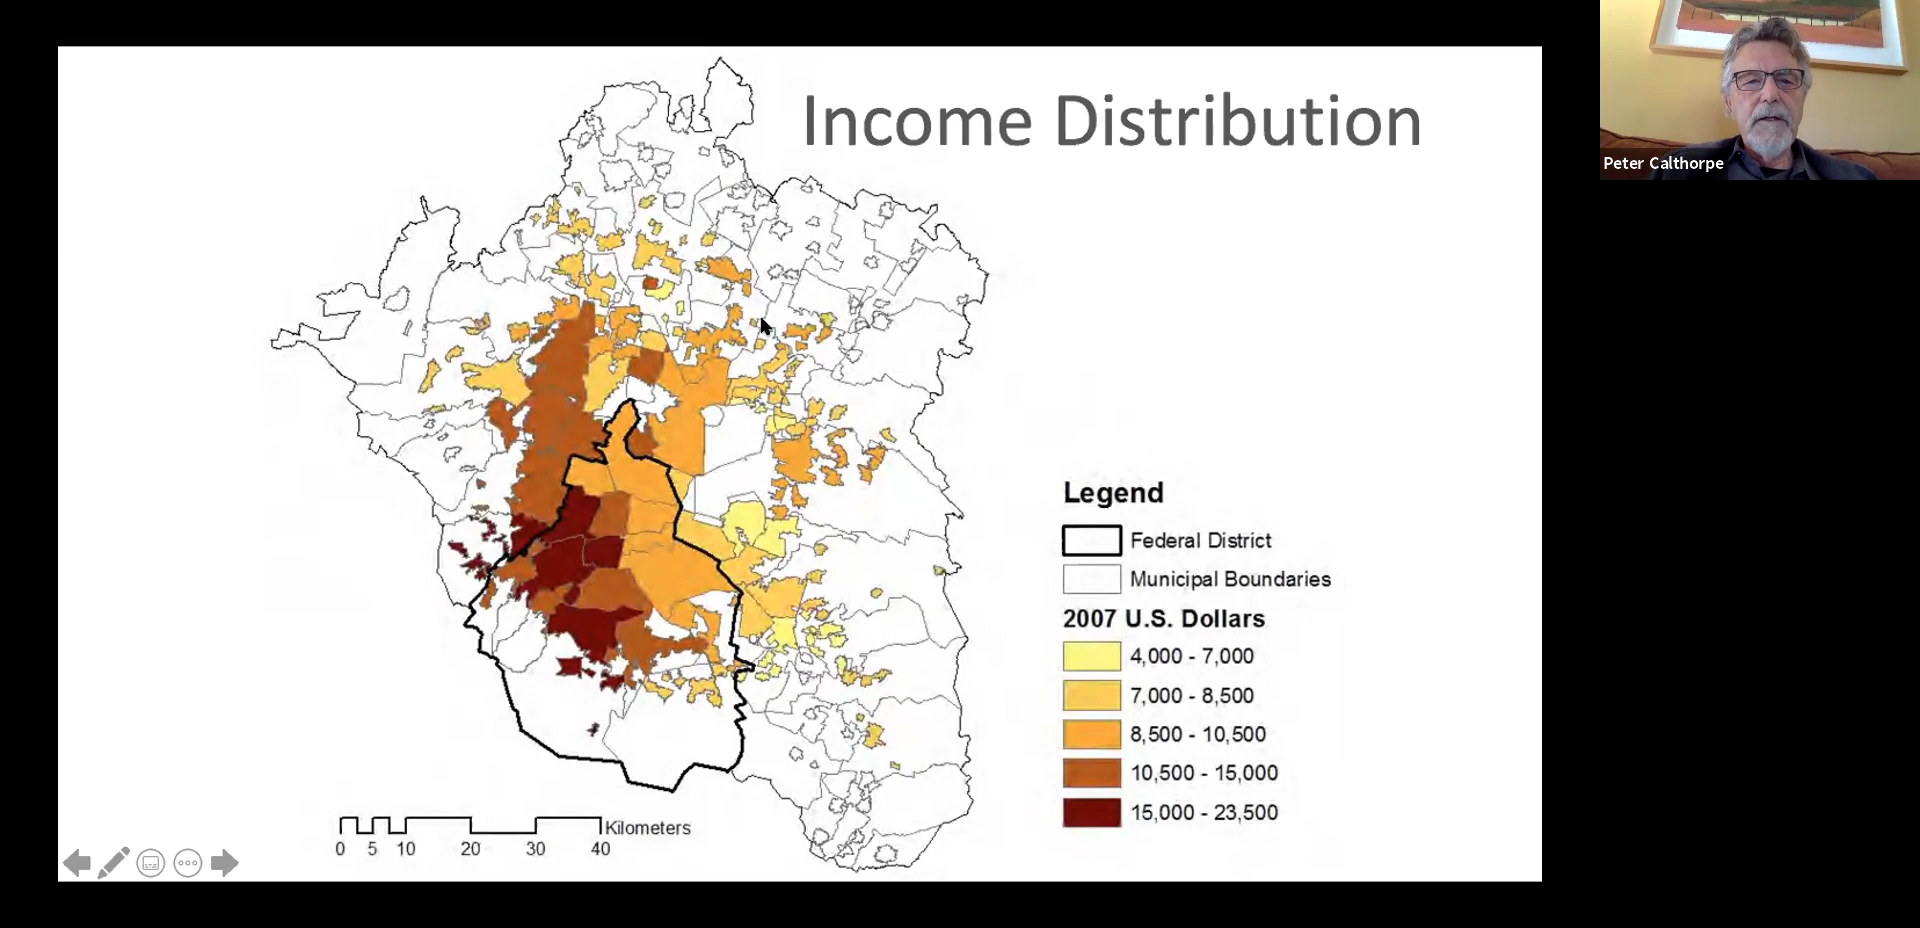 Income Distribution
Peter Calthorpe
Legend
Federal District
Municipal Boundaries
2007 U.S. Dollars
4,000 - 7,000
7,000 - 8,500
8,500 - 10,500
10,500 - 15,000
15,000 - 23,500
Kilometers
0 5 10 20 30 40